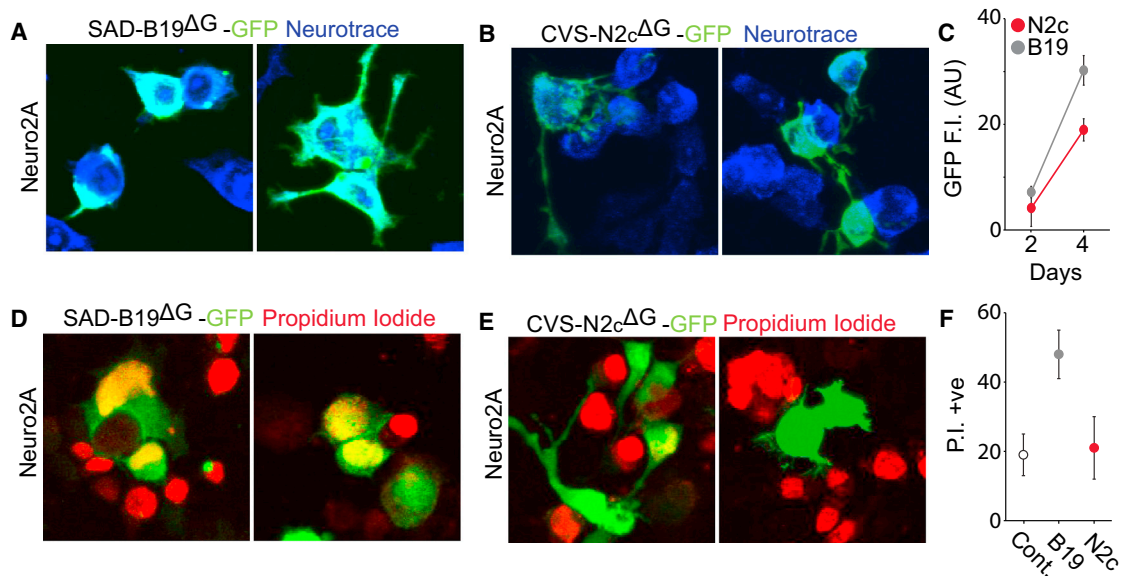 A
SAD-B19ΔG -GFP Neurotrace
Neuro2A
B
CVS-N2cΔG -GFP Neurotrace
Neuro2A
C
N2c
B19
GFP F.I. (AU)
40
20
0
2 4
Days
D
SAD-B19ΔG -GFP Propidium Iodide
Neuro2A
E
CVS-N2cΔG -GFP Propidium Iodide
Neuro2A
F
P.I. +ve
60
40
20
0
Cont. B19 N2c